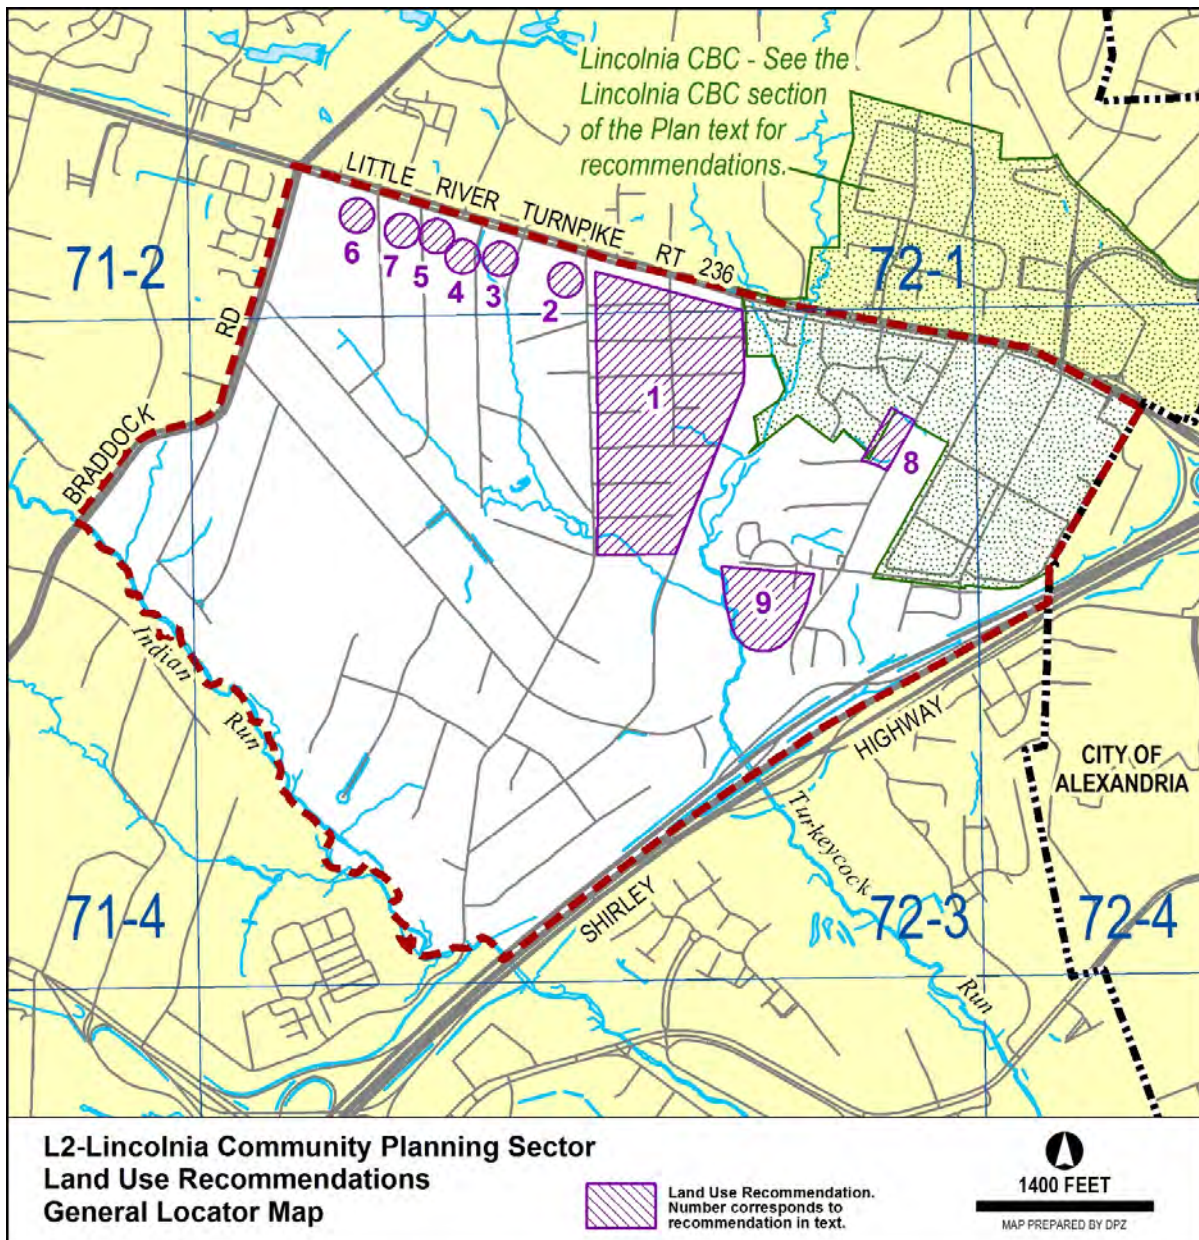 Lincolnia CBC - See the
Lincolnia CBC section
of the Plan text for
recommendations.
LITTLE RIVER TURNPIKE RT 236
71-2
72-1
6
7
5
4
3
2
RD
BRADDOCK
1
8
9
Indian
Run
HIGHWAY
CITY OF
ALEXANDRIA
Turkeycock
SHIRLEY
71-4
72-3
72-4
Run
L2-Lincolnia Community Planning Sector
Land Use Recommendations
General Locator Map
Land Use Recommendation.
Number corresponds to
recommendation in text.
1400 FEET
MAP PREPARED BY DPZ